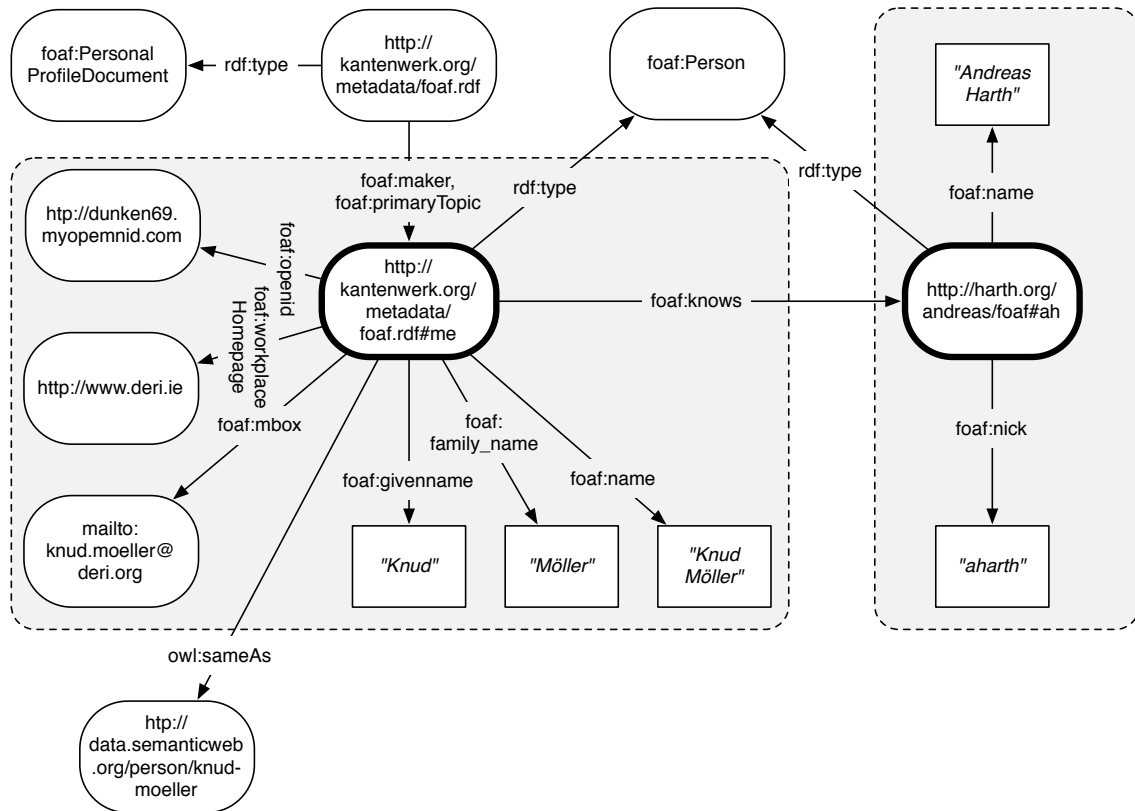 foaf:Personal
ProfileDocument
rdf:type
http://
kantenwerk.org/
metadata/foaf.rdf
foaf:Person
"Andreas
Harth"
foaf:maker,
foaf:primaryTopic
rdf:type
rdf:type
foaf:name
htp://dunken69.
myopemnid.com
foaf:openid
http://
kantenwerk.org/
metadata/
foaf.rdf#me
foaf:knows
http://harth.org/
andreas/foaf#ah
http://www.deri.ie
foaf:workplace
Homepage
foaf:mbox
foaf:
family_name
foaf:givenname
foaf:name
foaf:nick
mailto:
knud.moeller@
deri.org
"Knud"
"Möller"
"Knud
Möller"
"aharth"
owl:sameAs
htp://
data.semanticweb
.org/person/knud-
moeller